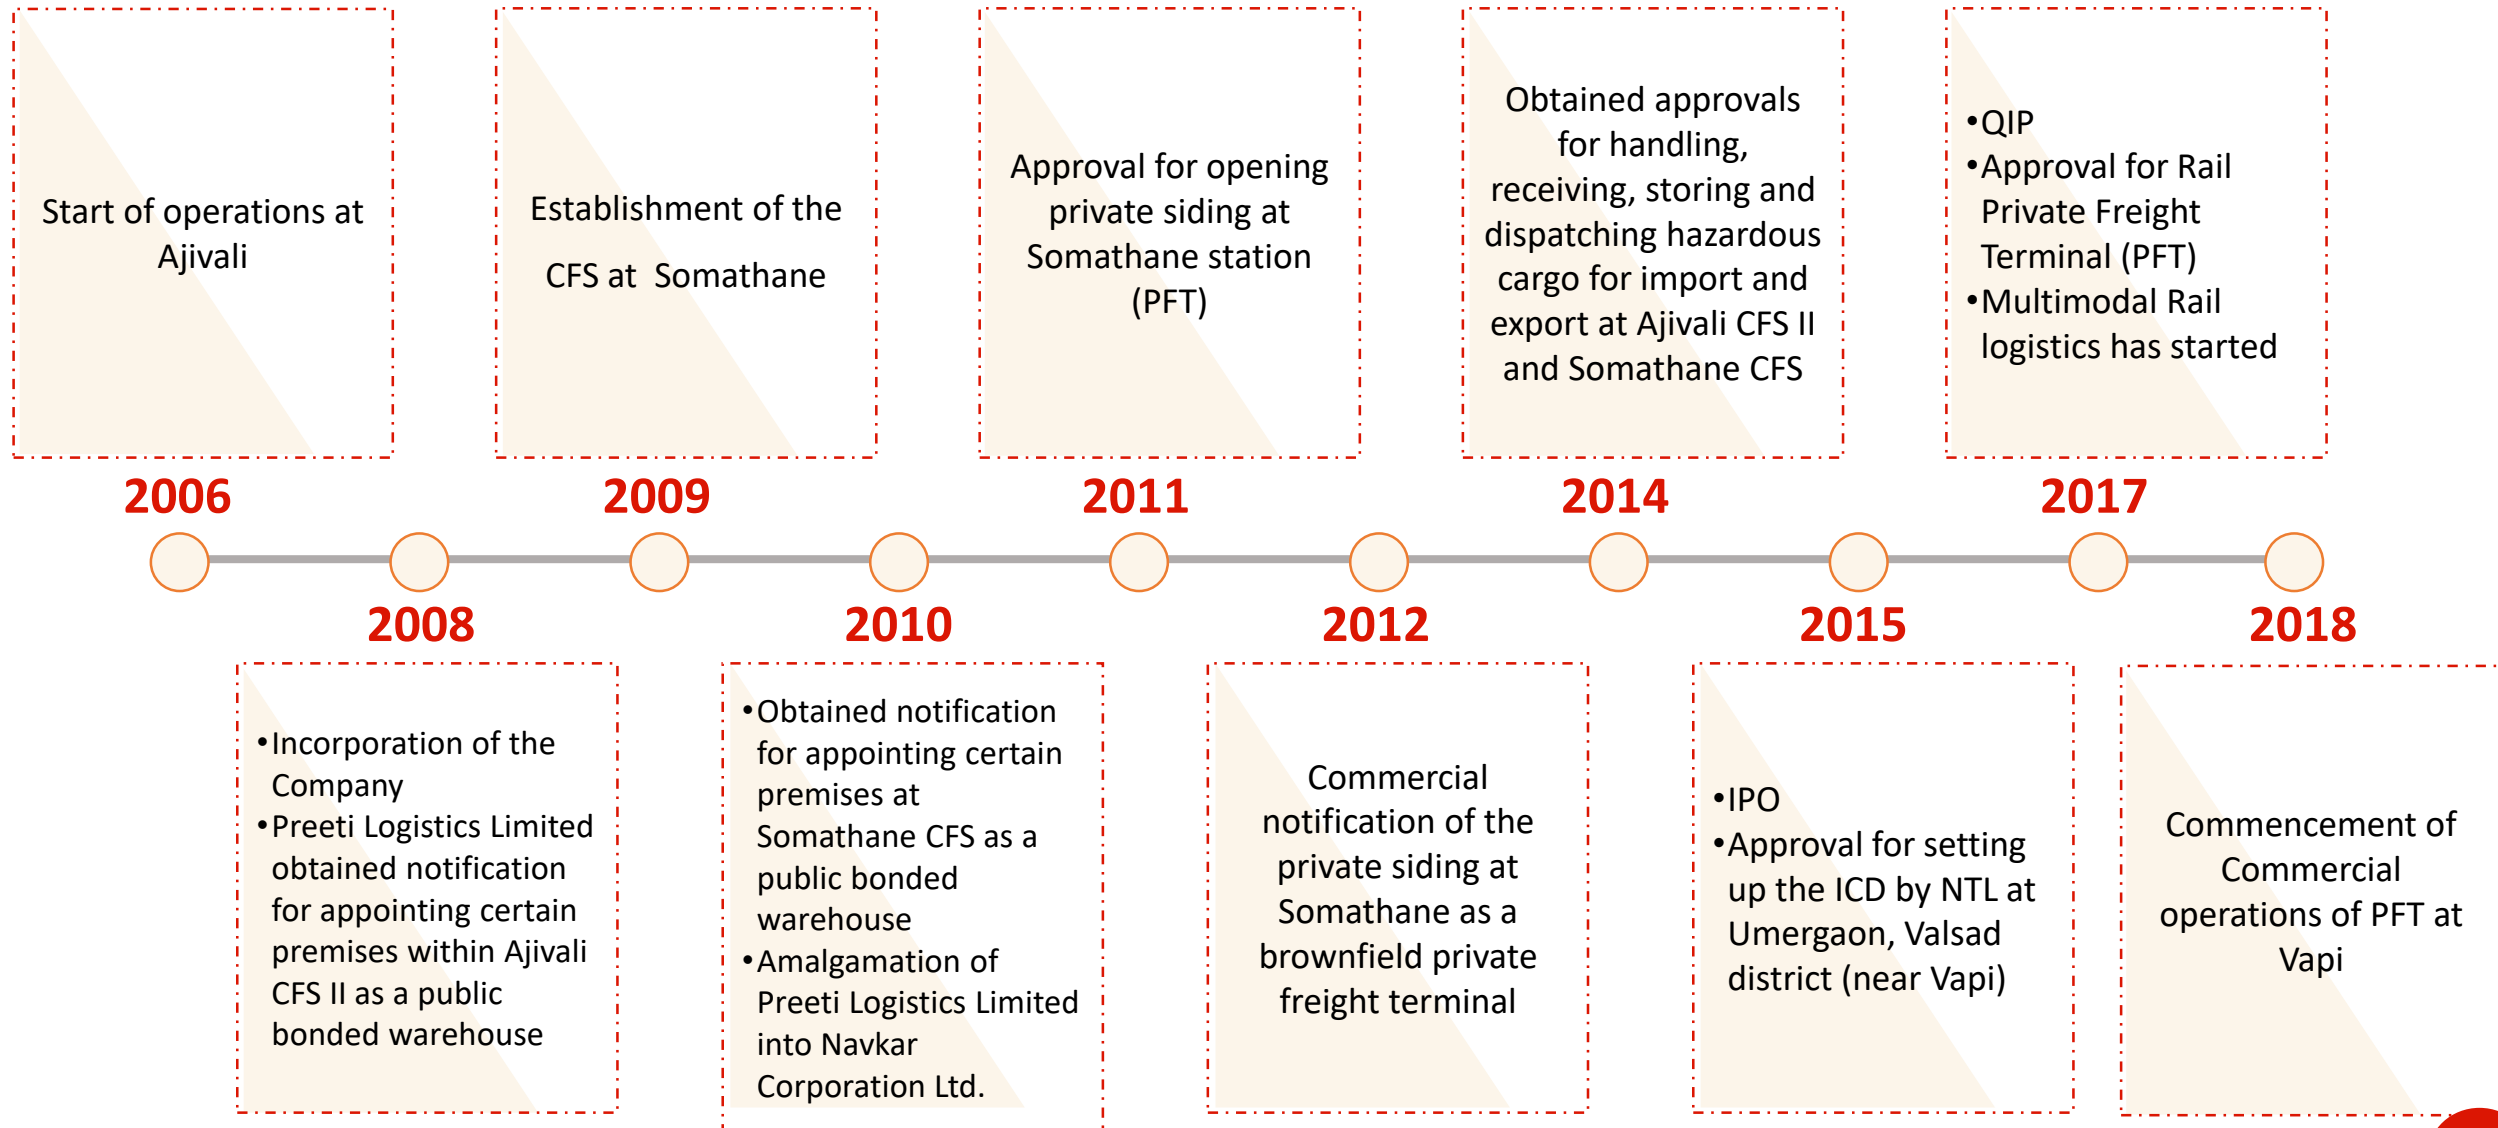 Start of operations at
Ajivali
Establishment of the
CFS at Somathane
Approval for opening
private siding at
Somathane station
(PFT)
Obtained approvals
for handling,
receiving, storing and
dispatching hazardous
cargo for import and
export at Ajivali CFS II
and Somathane CFS
•QIP
•Approval for Rail
Private Freight
Terminal (PFT)
•Multimodal Rail
logistics has started
2006
2009
2011
2014
2017
2008
2010
2012
2015
2018
•Incorporation of the
Company
•Preeti Logistics Limited
obtained notification
for appointing certain
premises within Ajivali
CFS II as a public
bonded warehouse
•Obtained notification
for appointing certain
premises at
Somathane CFS as a
public bonded
warehouse
•Amalgamation of
Preeti Logistics Limited
into Navkar
Corporation Ltd.
Commercial
notification of the
private siding at
Somathane as a
brownfield private
freight terminal
•IPO
•Approval for setting
up the ICD by NTL at
Umergaon, Valsad
district (near Vapi)
Commencement of
Commercial
operations of PFT at
Vapi